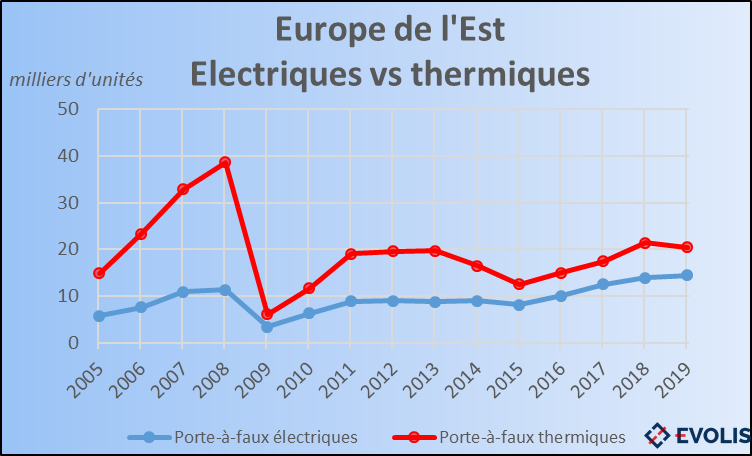 Europe de l'Est
Electriques vs thermiques
milliers d'unités
50
40
30
20
10
0
2005 2006 2007 2008 2009 2010 2011 2012 2013 2014 2015 2016 2017 2018 2019
Porte-à-faux électriques Porte-à-faux thermiques EVOLIS